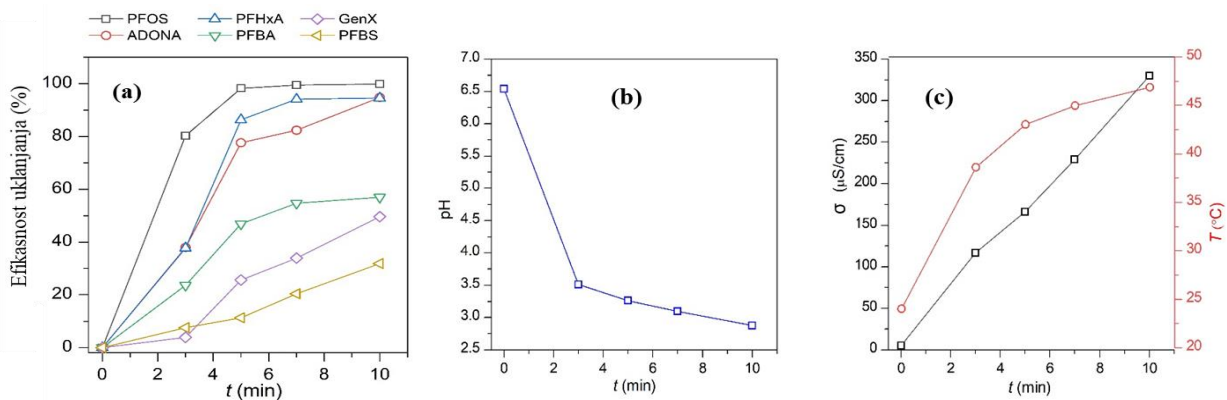 PFOS PFHxA GenX
ADONA PFBA PFBS
(a)
Efikasnost uklanjanja (%)
100
80
60
40
20
0
0 2 4 6 8 10
t (min)
(b)
pH
7.0
6.5
6.0
5.5
5.0
4.5
4.0
3.5
3.0
2.5
0 2 4 6 8 10
t (min)
(c)
σ (µS/cm)
350
300
250
200
150
100
50
0
0 2 4 6 8 10
t (min)
50
45
40
35
30
25
20
T (°C)